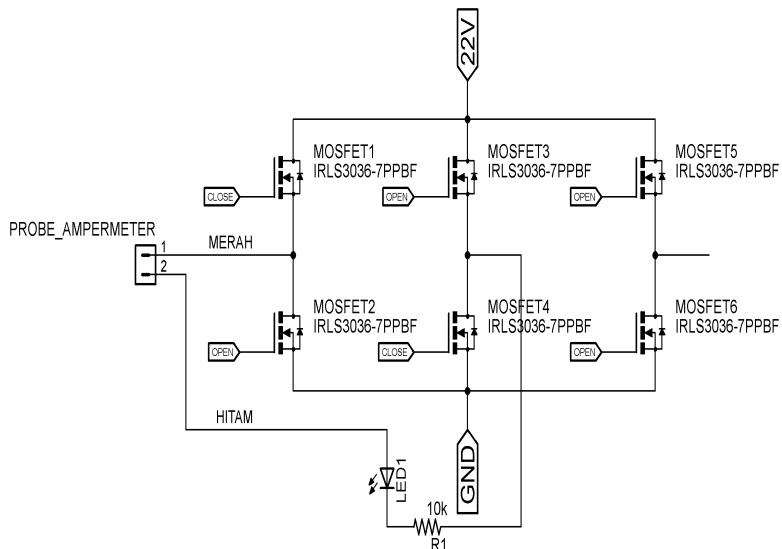 22V
MOSFET1
IRLS3036-7PPBF
MOSFET3
IRLS3036-7PPBF
MOSFET5
IRLS3036-7PPBF
CLOSE
OPEN
OPEN
PROBE_AMPERMETER
1
MERAH
2
MOSFET2
IRLS3036-7PPBF
MOSFET4
IRLS3036-7PPBF
MOSFET6
IRLS3036-7PPBF
OPEN
CLOSE
OPEN
HITAM
LED1
GND
10k
R1